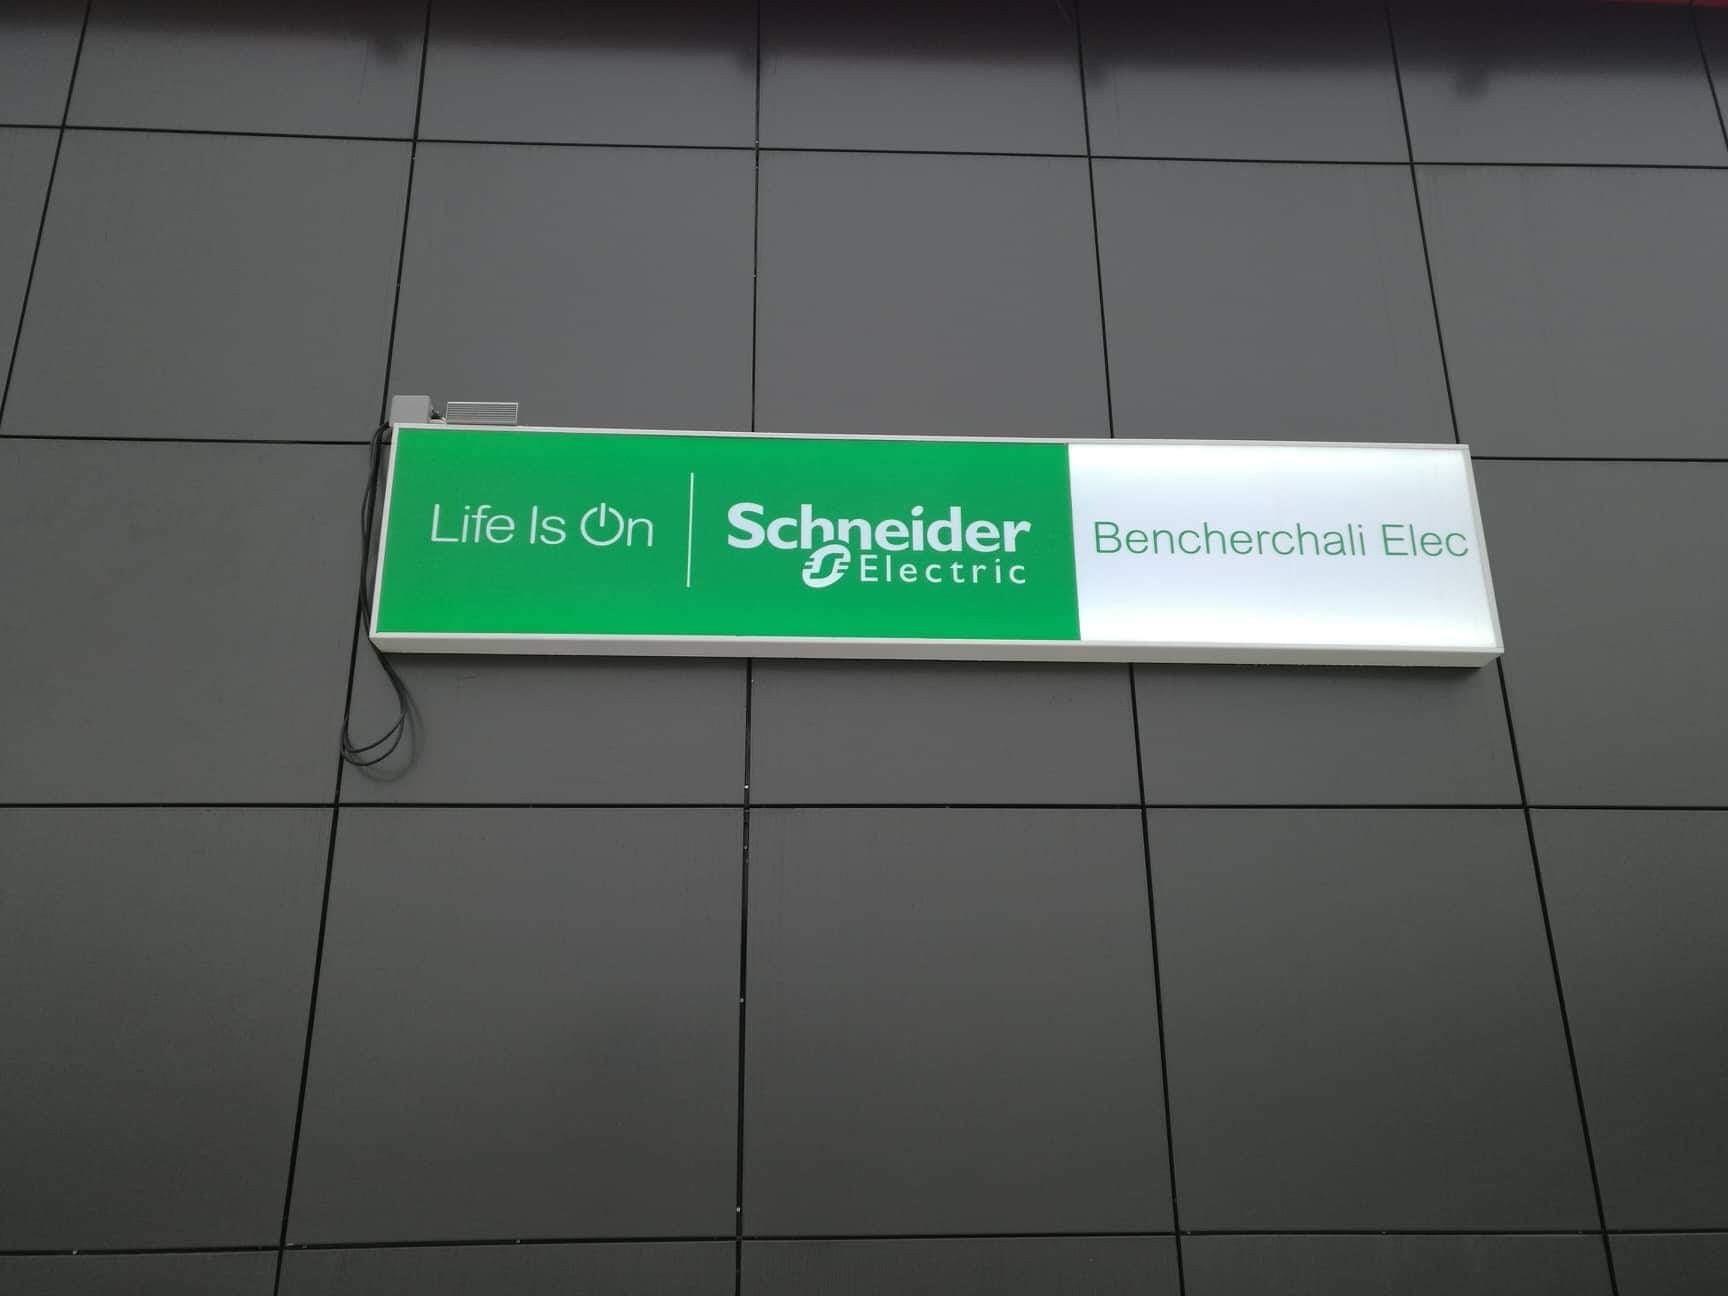 Life Is On
Schneider
Electric
Bencherchali Elec